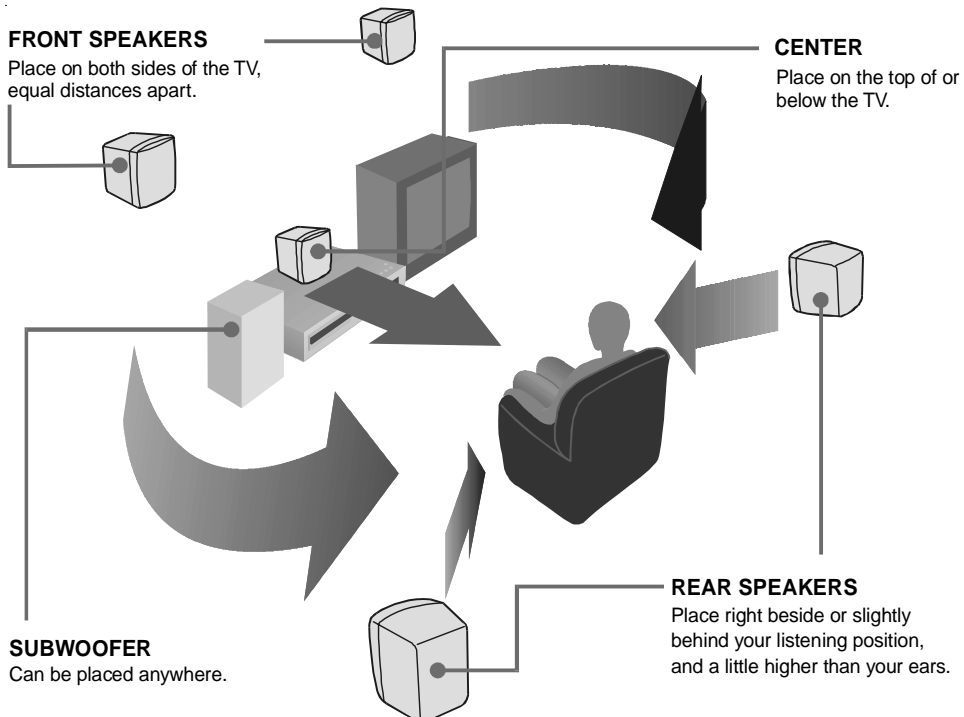 FRONT SPEAKERS
Place on both sides of the TV,
equal distances apart.
CENTER
Place on the top of or
below the TV.
SUBWOOFER
Can be placed anywhere.
REAR SPEAKERS
Place right beside or slightly
behind your listening position,
and a little higher than your ears.